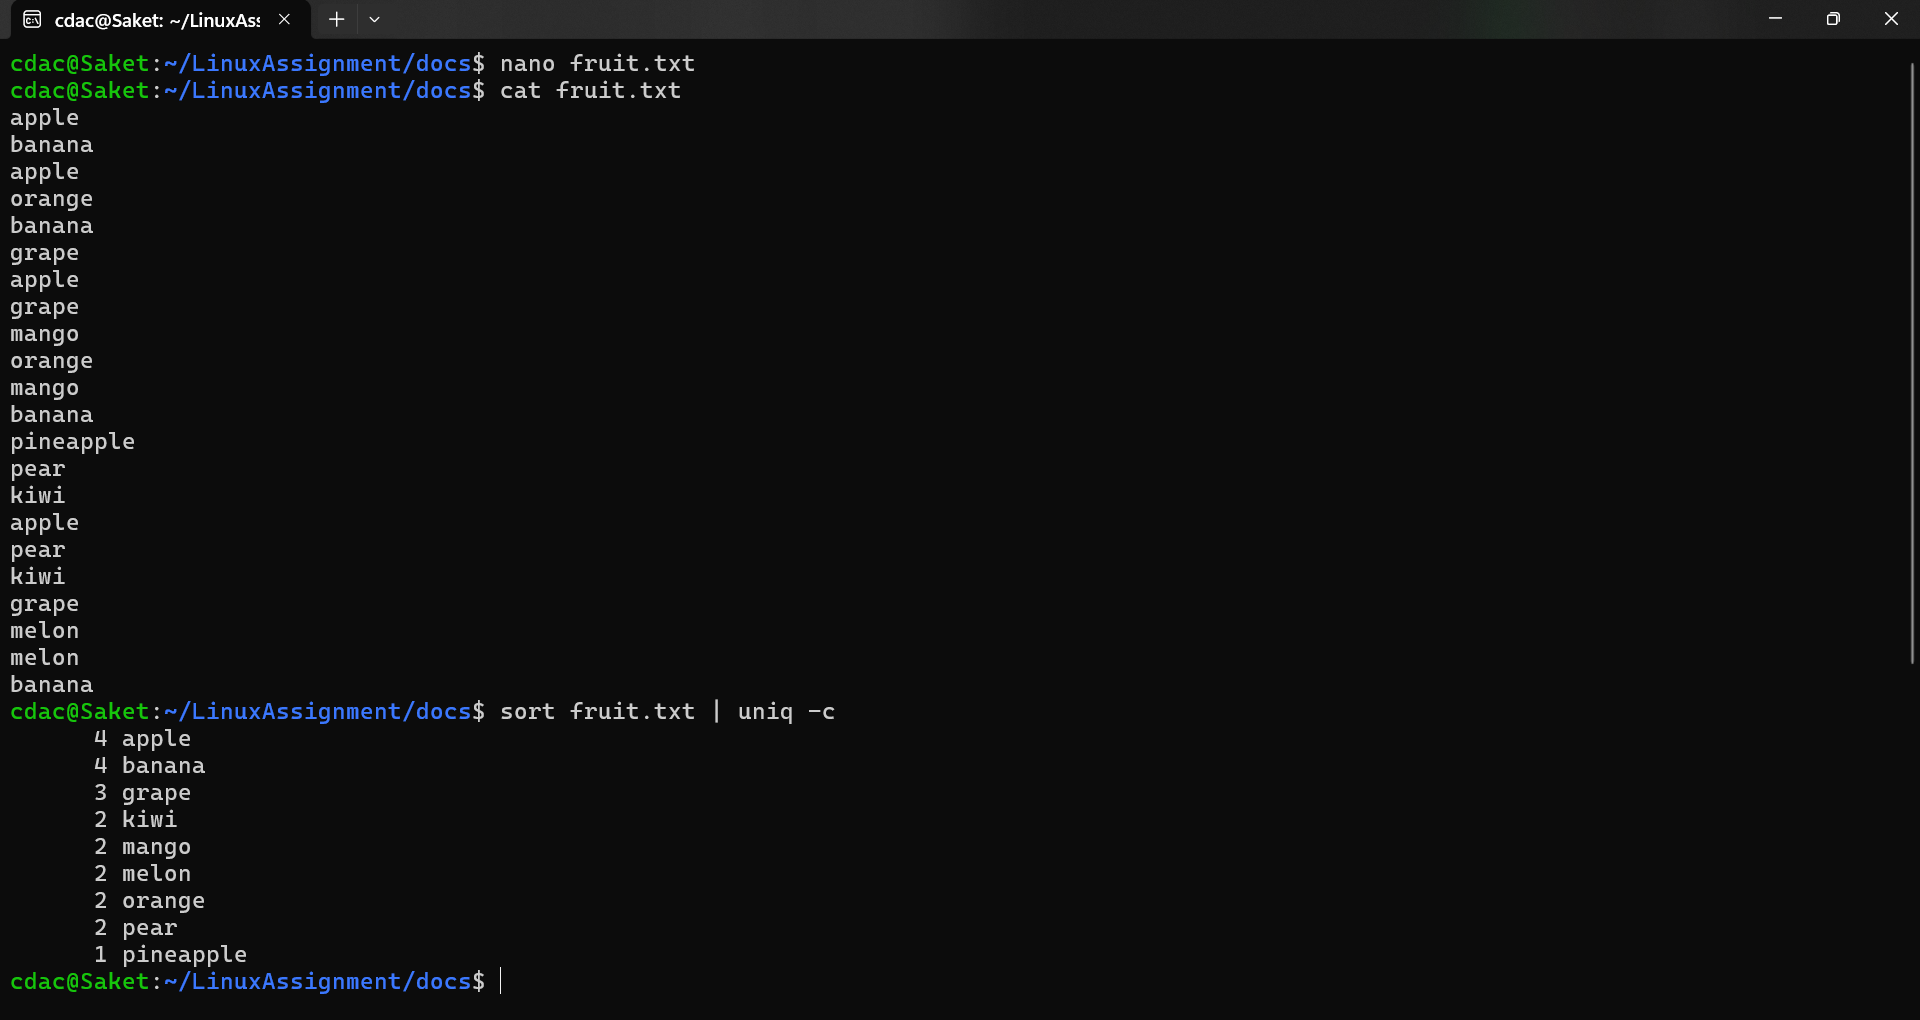 cdac@Saket: ~/LinuxAss
cdac@Saket:~/LinuxAssignment/docs$ nano fruit.txt
cdac@Saket:~/LinuxAssignment/docs$ cat fruit.txt
apple
banana
apple
orange
banana
grape
apple
grape
mango
orange
mango
banana
pineapple
pear
kiwi
apple
pear
kiwi
grape
melon
melon
banana
cdac@Saket:~/LinuxAssignment/docs$ sort fruit.txt | uniq -c
      4 apple
      4 banana
      3 grape
      2 kiwi
      2 mango
      2 melon
      2 orange
      2 pear
      1 pineapple
cdac@Saket:~/LinuxAssignment/docs$